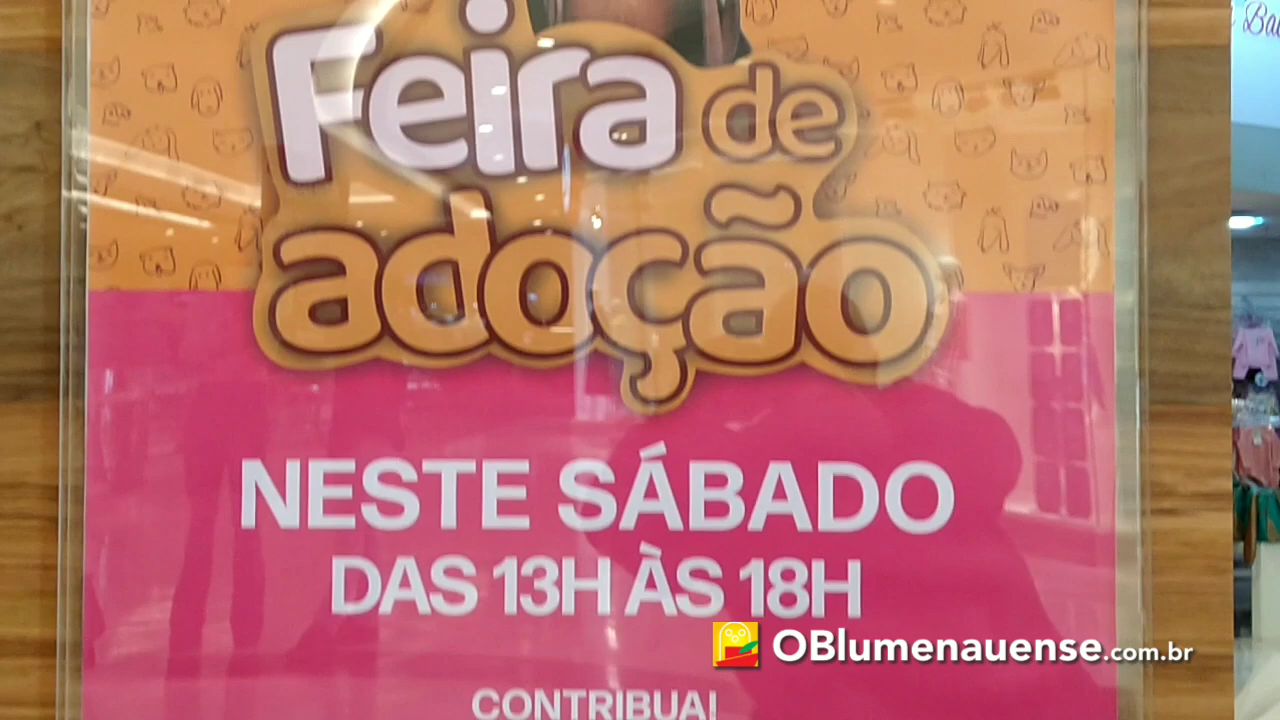 Feira de
adoção
NESTE SÁBADO
DAS 13H ÀS 18H
OBlumenauense.com.br
CONTRIBUA!